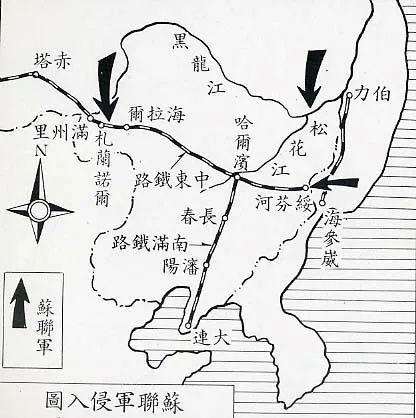 赤塔
黑龍江
伯力
松花江
哈爾濱
海拉爾
滿州里
札蘭諾爾
N
中東鐵路
綏芬河
海參崴
長春
南滿鐵路
瀋陽
大連
蘇聯軍
蘇聯軍侵入圖